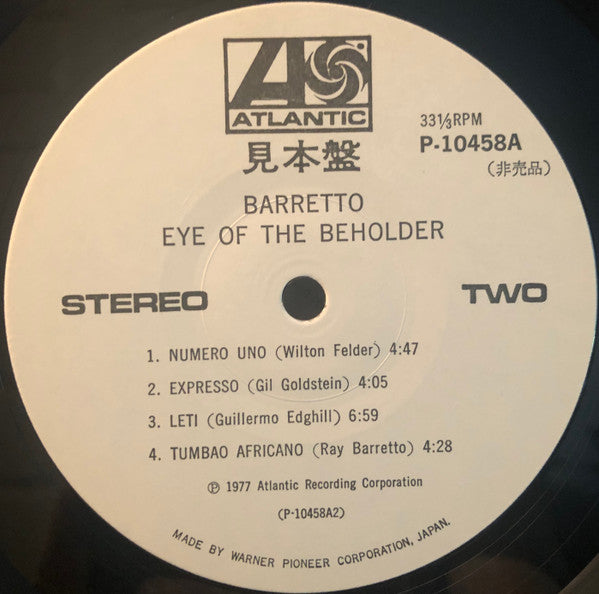 ATLANTIC
見本盤
33⅓RPM
P-10458A
(非売品)
BARRETTO
EYE OF THE BEHOLDER
STEREO
TWO
1. NUMERO UNO (Wilton Felder) 4:47
2. EXPRESSO (Gil Goldstein) 4:05
3. LETI (Guillermo Edghill) 6:59
4. TUMBAO AFRICANO (Ray Barretto) 4:28
Ⓟ 1977 Atlantic Recording Corporation
(P-10458A2)
MADE BY WARNER PIONEER CORPORATION, JAPAN.